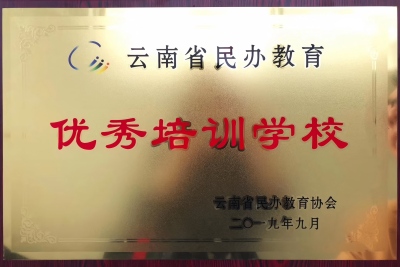 云南省民办教育
优秀培训学校
云南省民办教育协会
二〇一九年九月